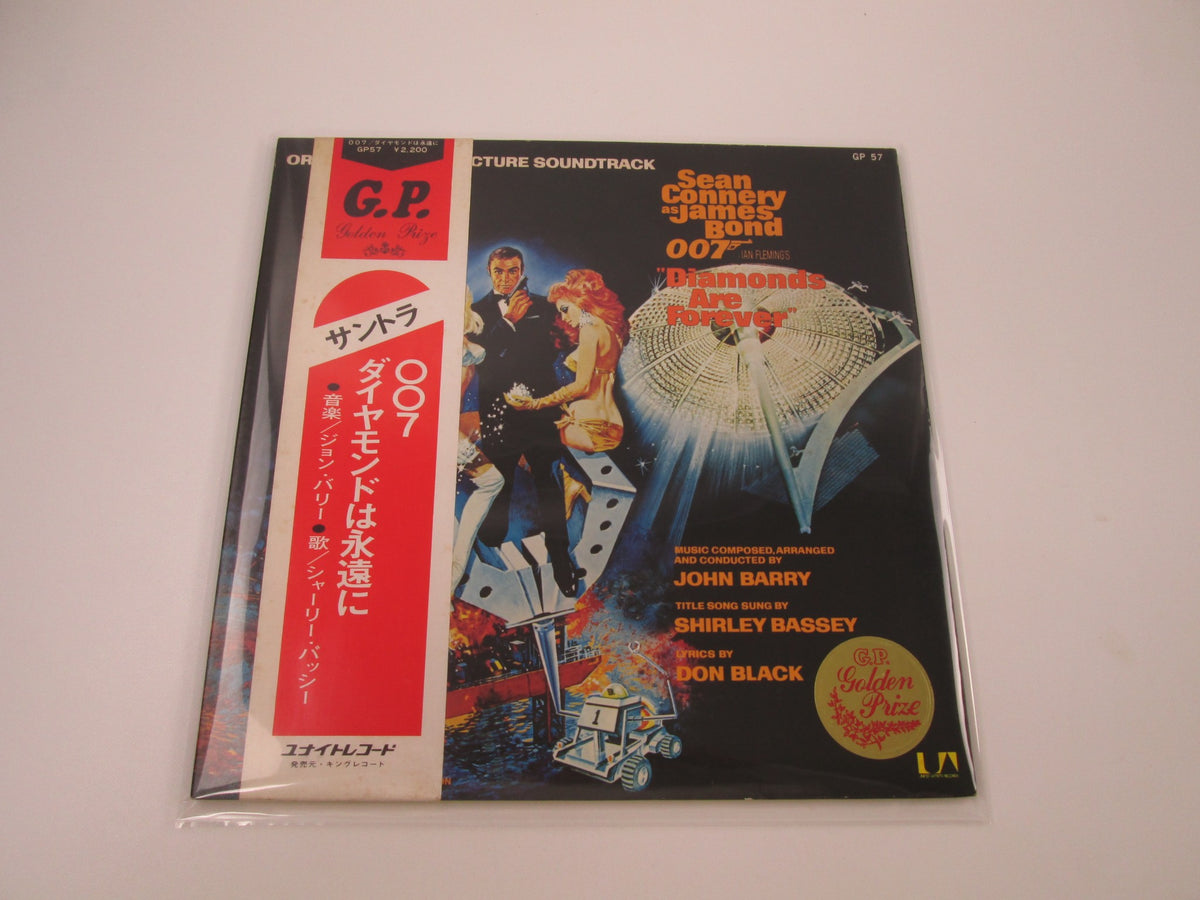 007/ダイヤモンドは永遠に
GP57 ¥2,200
G.P.
Golden Prize
サントラ
007
ダイヤモンドは永遠に
●音楽/ジョン・バリー●歌/シャーリー・バッシー
ユナイトレコード
発売元・キングレコード
OR
CTURE SOUNDTRACK
GP 57
Sean
Connery
as James
Bond
007
IAN FLEMING'S
"Diamonds
Are
Forever"
MUSIC COMPOSED, ARRANGED
AND CONDUCTED BY
JOHN BARRY
TITLE SONG SUNG BY
SHIRLEY BASSEY
LYRICS BY
DON BLACK
1
G.P.
Golden
Prize
UA